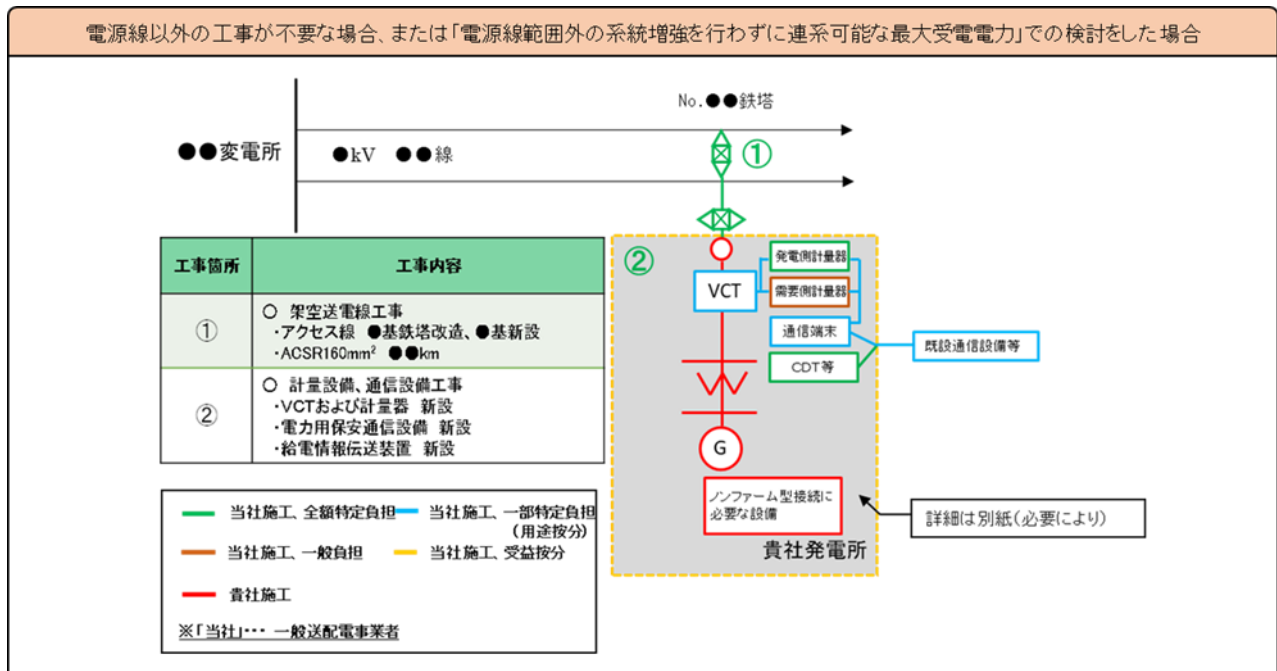 電源線以外の工事が不要な場合、または「電源線範囲外の系統増強を行わずに連系可能な最大受電電力」での検討をした場合
No.●●鉄塔
●●変電所
●kV ●●線
①
工事箇所 工事内容
①
○ 架空送電線工事
・アクセス線 ●基鉄塔改造、●基新設
・ACSR160mm² ●●km
②
○ 計量設備、通信設備工事
・VCTおよび計量器 新設
・電力用保安通信設備 新設
・給電情報伝送装置 新設
②
VCT
発電側計量器
需要側計量器
通信端末
CDT等
既設通信設備等
G
ノンファーム型接続に
必要な設備
貴社発電所
詳細は別紙(必要により)
当社施工、全額特定負担
当社施工、一部特定負担
(用途按分)
当社施工、一般負担
当社施工、受益按分
貴社施工
※「当社」・・・ 一般送配電事業者